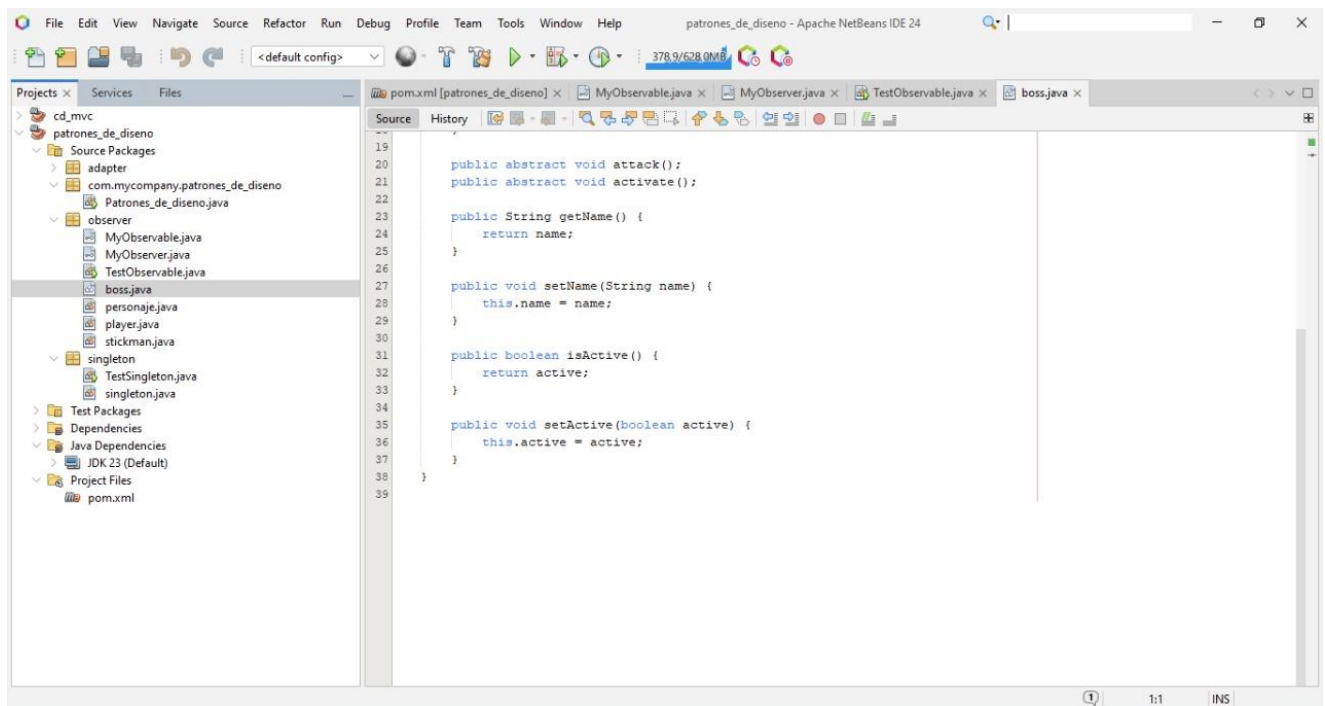 File Edit View Navigate Source Refactor Run Debug Profile Team Tools Window Help patrones_de_diseno - Apache NetBeans IDE 24
<default config> 378.9/628.0MB
Projects Services Files
pom.xml [patrones_de_diseno] MyObservable.java MyObserver.java TestObservable.java boss.java
Source History
cd_mvc
patrones_de_diseno
Source Packages
adapter
com.mycompany.patrones_de_diseno
Patrones_de_diseno.java
observer
MyObservable.java
MyObserver.java
TestObservable.java
boss.java
personaje.java
player.java
stickman.java
singleton
TestSingleton.java
singleton.java
Test Packages
Dependencies
Java Dependencies
JDK 23 (Default)
Project Files
pom.xml
19
20 public abstract void attack();
21 public abstract void activate();
22
23 public String getName() {
24 return name;
25 }
26
27 public void setName(String name) {
28 this.name = name;
29 }
30
31 public boolean isActive() {
32 return active;
33 }
34
35 public void setActive(boolean active) {
36 this.active = active;
37 }
38 }
39
1 1:1 INS